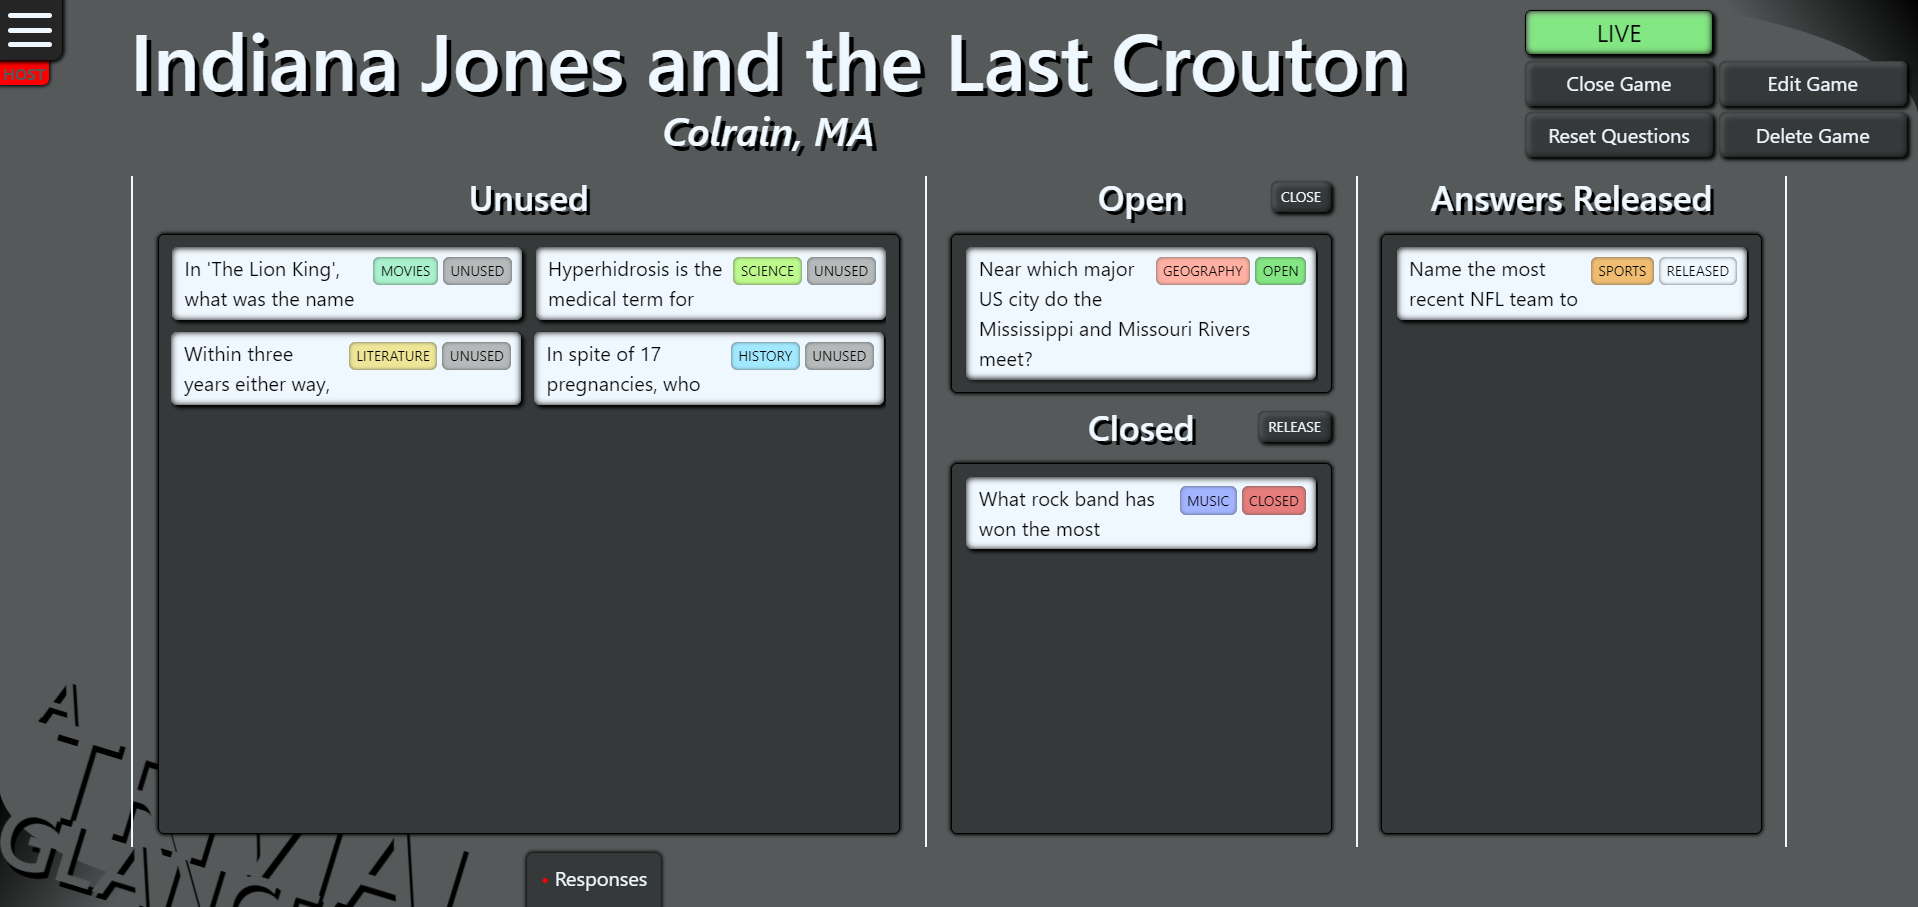 HOST
Indiana Jones and the Last Crouton
Colrain, MA
LIVE
Close Game
Edit Game
Reset Questions
Delete Game
Unused
In 'The Lion King',
what was the name
MOVIES
UNUSED
Hyperhidrosis is the
medical term for
SCIENCE
UNUSED
Within three
years either way,
LITERATURE
UNUSED
In spite of 17
pregnancies, who
HISTORY
UNUSED
Open
CLOSE
Near which major
US city do the
Mississippi and Missouri Rivers
meet?
GEOGRAPHY
OPEN
Closed
RELEASE
What rock band has
won the most
MUSIC
CLOSED
Answers Released
Name the most
recent NFL team to
SPORTS
RELEASED
A
Responses